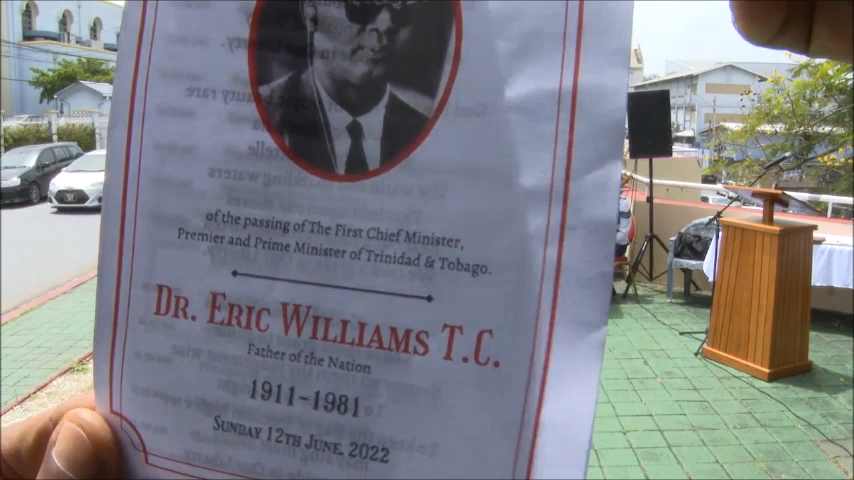 of the passing of The First Chief Minister,
Premier and Prime Minister of Trinidad & Tobago.
DR. ERIC WILLIAMS T.C.
Father of the Nation
1911-1981
SUNDAY 12TH JUNE, 2022